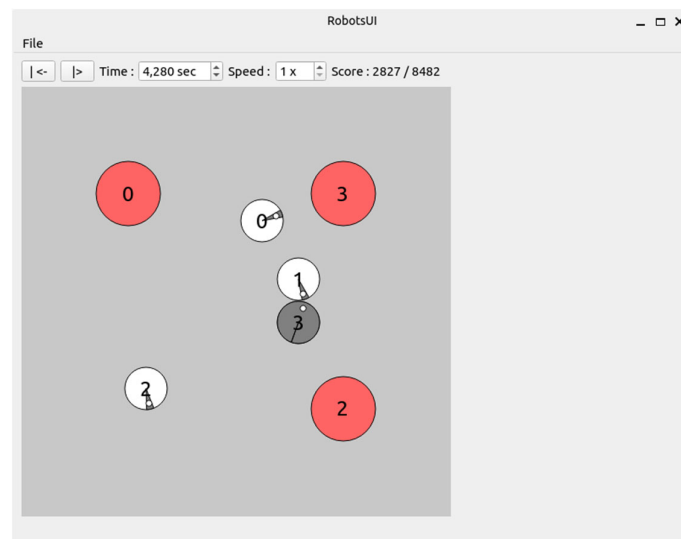 RobotsUI
File
|<- |> Time : 4,280 sec Speed : 1 x Score : 2827 / 8482
0 3
0
1
3
2
2